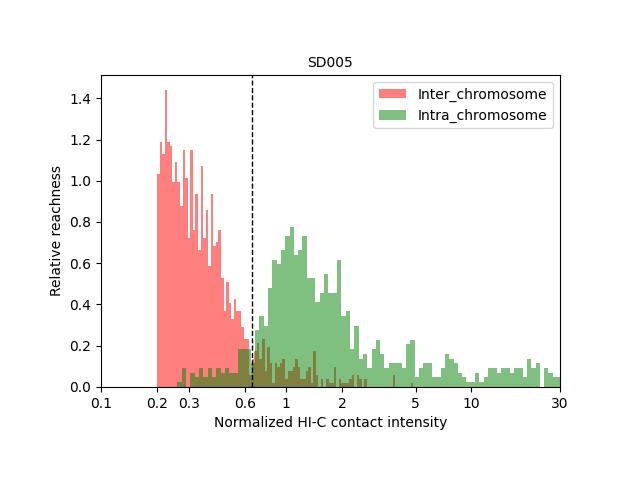 SD005
Inter_chromosome
Intra_chromosome
Relative reachness
1.4
1.2
1.0
0.8
0.6
0.4
0.2
0.0
0.1 0.2 0.3 0.6 1 2 5 10 30
Normalized HI-C contact intensity